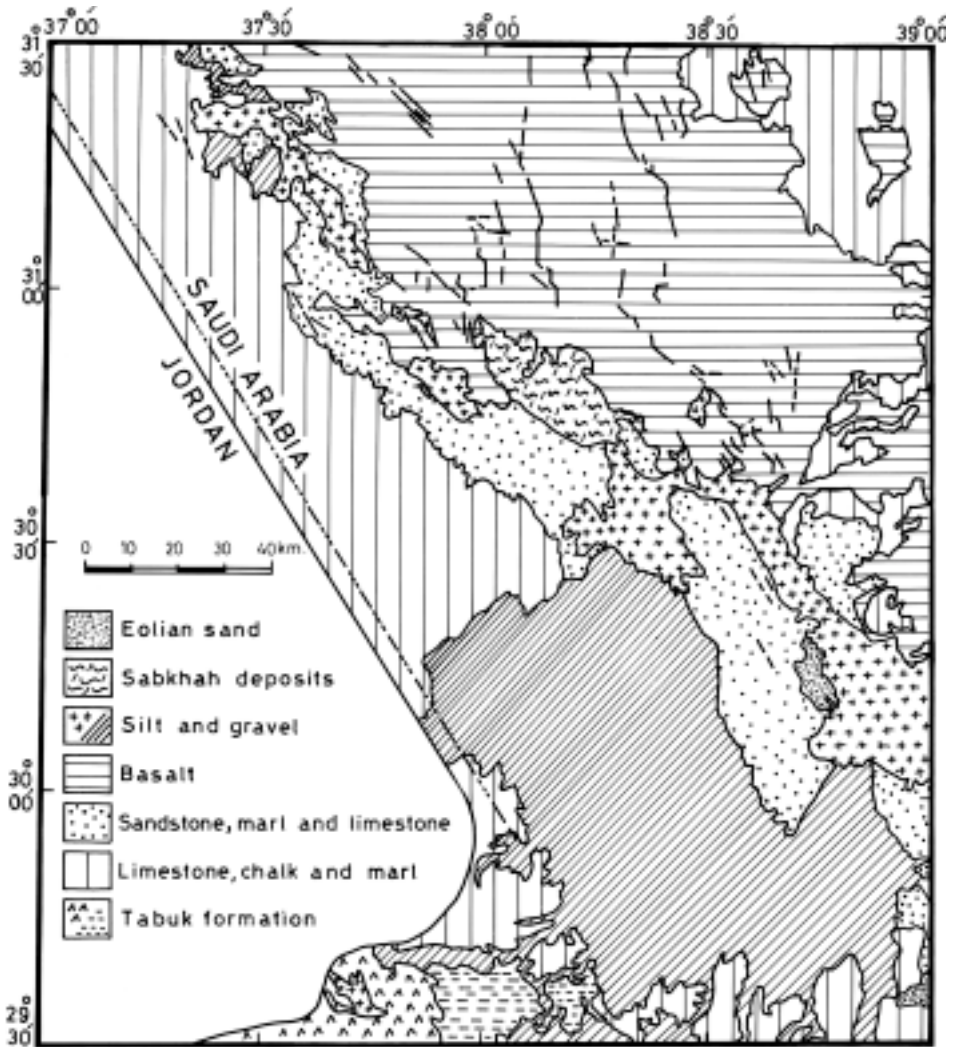 37°00' 37°30' 38°00' 38°30' 39°00'
31°30'
31°00'
30°30'
30°00'
29°30'
SAUDI ARABIA
JORDAN
0 10 20 30 40km.
Eolian sand
Sabkhah deposits
Silt and gravel
Basalt
Sandstone, marl and limestone
Limestone, chalk and marl
Tabuk formation